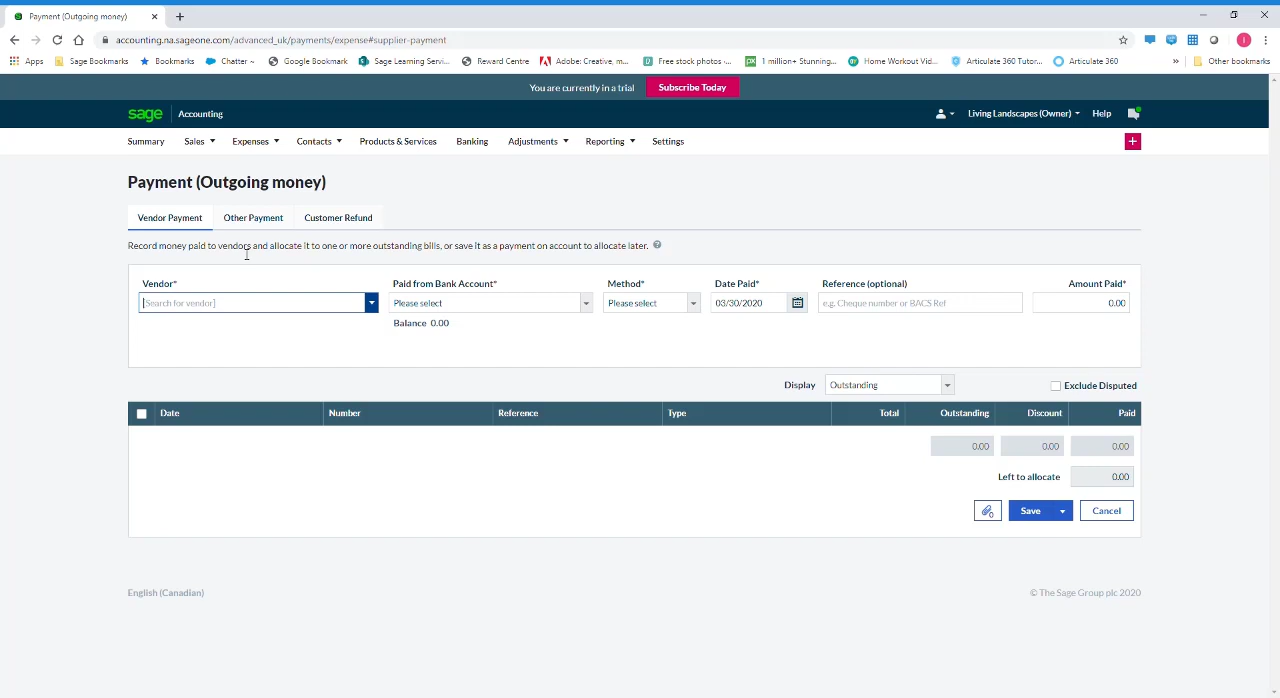 Payment (Outgoing money)
accounting.na.sageone.com/advanced_uk/payments/expense#supplier-payment
Apps Sage Bookmarks Bookmarks Chatter ~ Google Bookmark Sage Learning Servi... Adobe: Creative, m... Reward Centre Free stock photos ·... 1 million+ Stunning... Home Workout Vid... Articulate 360 Tutor... Articulate 360 » Other bookmarks
You are currently in a trial Subscribe Today
sage Accounting Living Landscapes (Owner) Help
Summary Sales Expenses Contacts Products & Services Banking Adjustments Reporting Settings +
Payment (Outgoing money)
Vendor Payment Other Payment Customer Refund
Record money paid to vendors and allocate it to one or more outstanding bills, or save it as a payment on account to allocate later. ?
Vendor* Paid from Bank Account* Method* Date Paid* Reference (optional) Amount Paid*
[Search for vendor] Please select Please select 03/30/2020 e.g. Cheque number or BACS Ref 0.00
Balance 0.00
Display Outstanding Exclude Disputed
Date Number Reference Type Total Outstanding Discount Paid
0.00 0.00 0.00
Left to allocate 0.00
0 Save Cancel
English (Canadian) © The Sage Group plc 2020